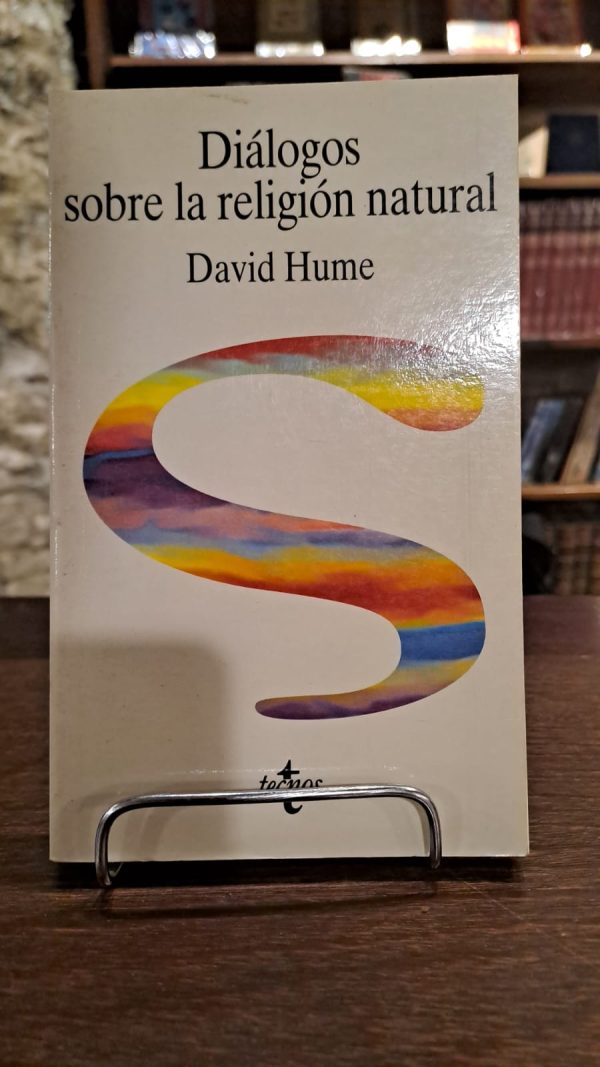 Diálogos
sobre la religión natural
David Hume
tecnos